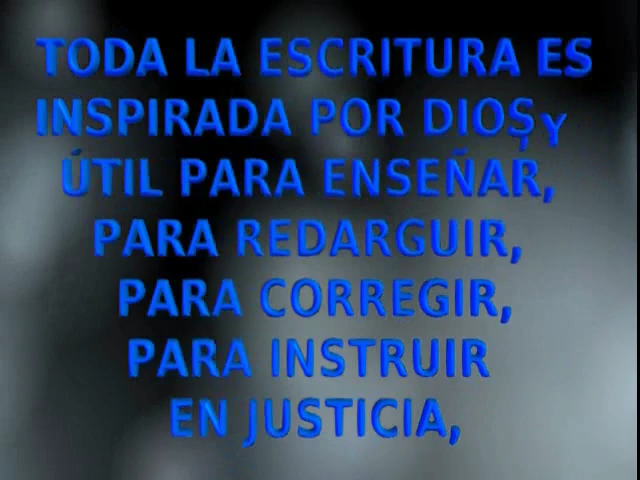 TODA LA ESCRITURA ES
INSPIRADA POR DIOS, Y
ÚTIL PARA ENSEÑAR,
PARA REDARGUIR,
PARA CORREGIR,
PARA INSTRUIR
EN JUSTICIA,